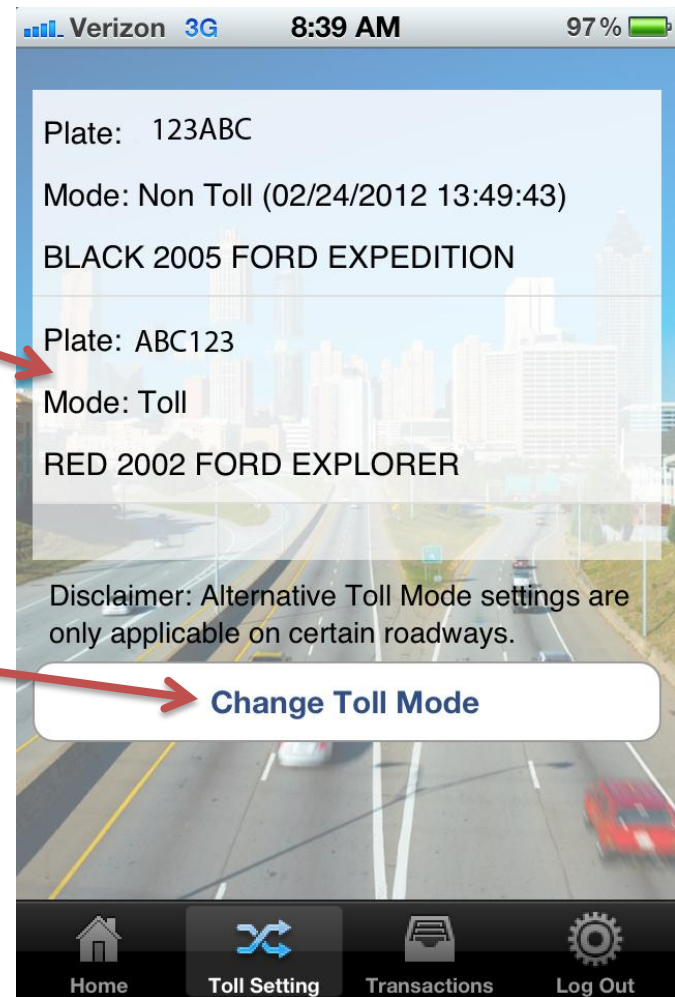 Verizon 3G 8:39 AM 97%
Plate: 123ABC
Mode: Non Toll (02/24/2012 13:49:43)
BLACK 2005 FORD EXPEDITION
Plate: ABC123
Mode: Toll
RED 2002 FORD EXPLORER
Disclaimer: Alternative Toll Mode settings are
only applicable on certain roadways.
Change Toll Mode
Home Toll Setting Transactions Log Out